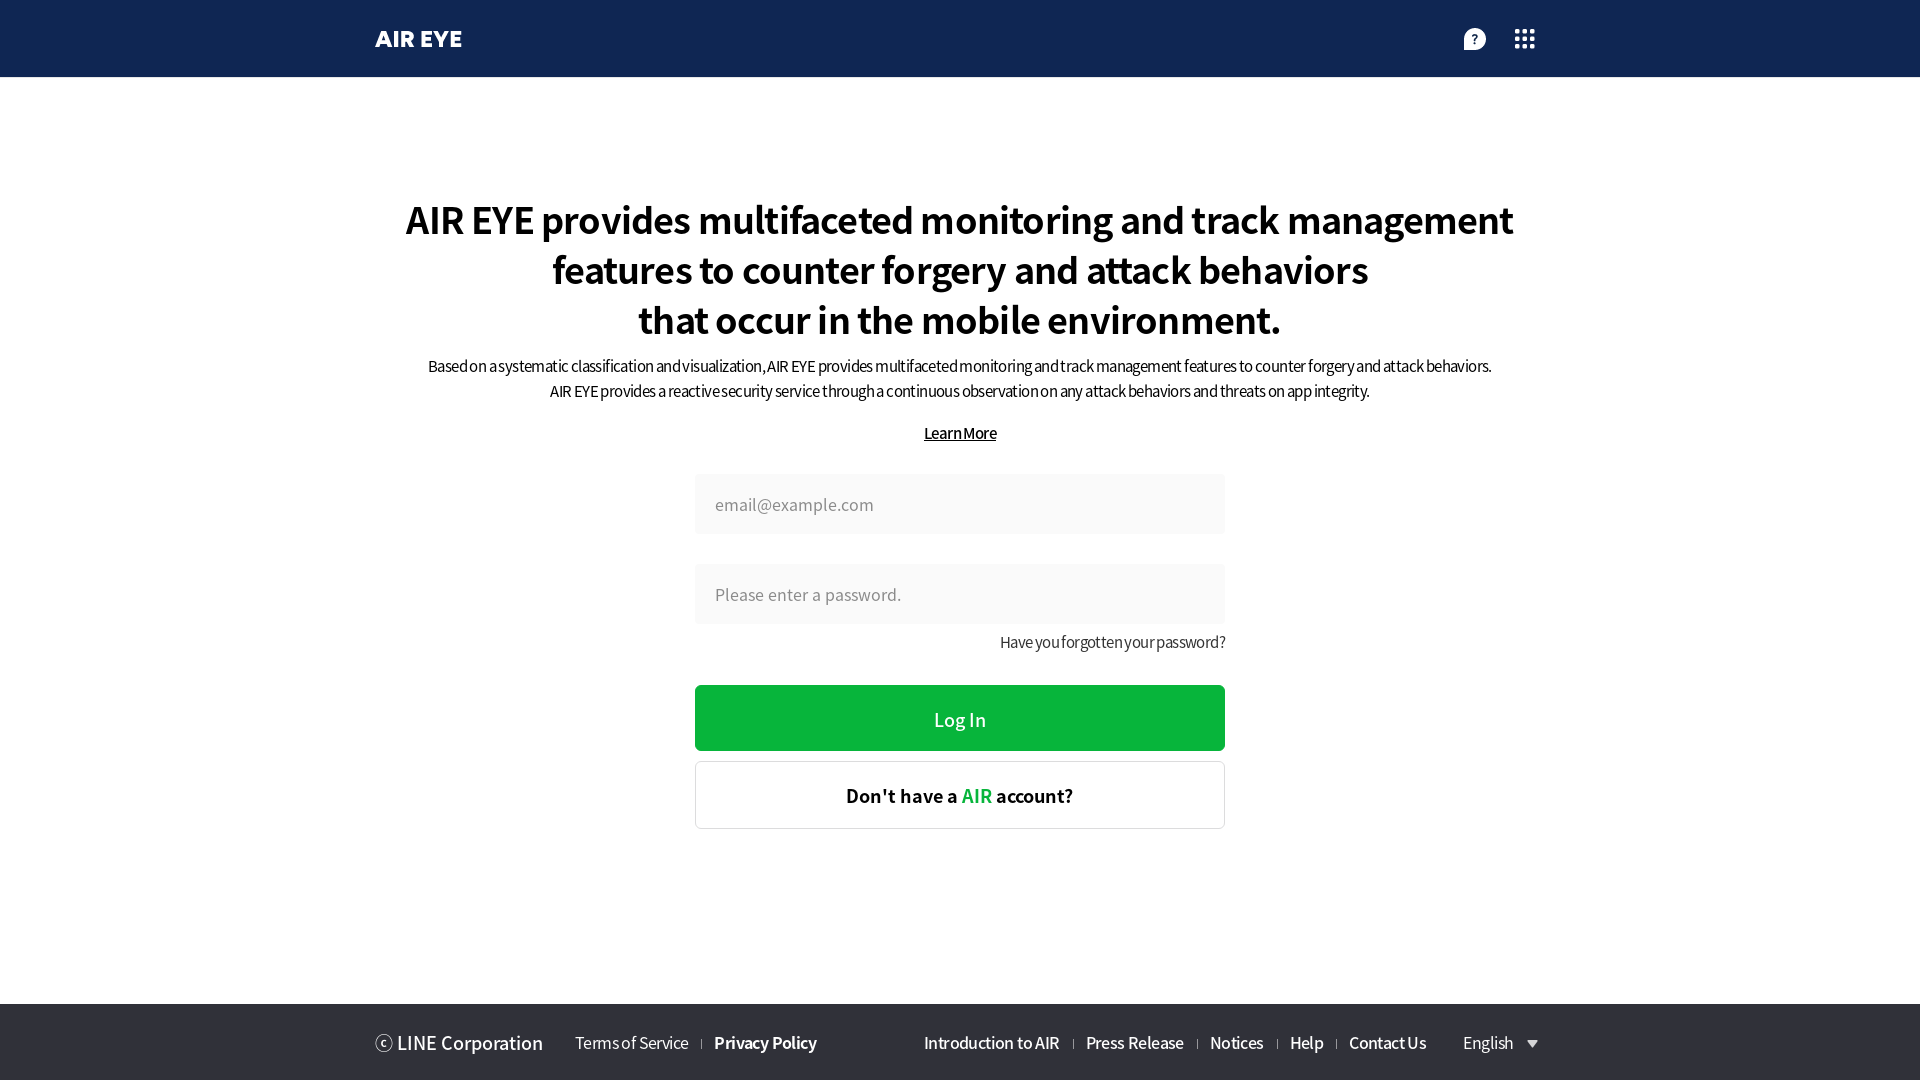 AIR EYE
?
AIR EYE provides multifaceted monitoring and track management
features to counter forgery and attack behaviors
that occur in the mobile environment.
Based on a systematic classification and visualization, AIR EYE provides multifaceted monitoring and track management features to counter forgery and attack behaviors.
AIR EYE provides a reactive security service through a continuous observation on any attack behaviors and threats on app integrity.
Learn More
email@example.com
Please enter a password.
Have you forgotten your password?
Log In
Don't have a AIR account?
ⓒ LINE Corporation Terms of Service Privacy Policy Introduction to AIR Press Release Notices Help Contact Us English